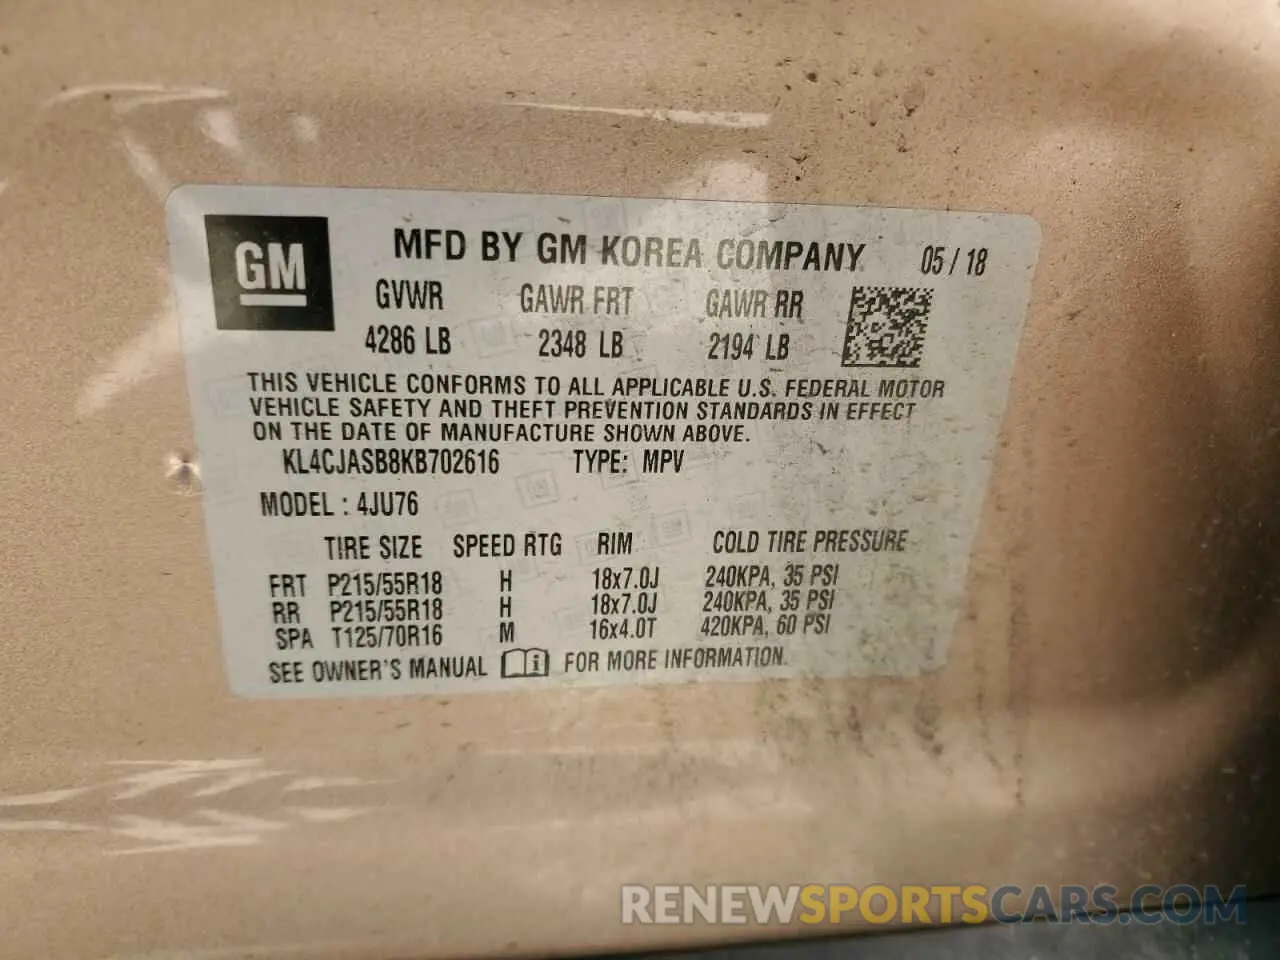 GM
MFD BY GM KOREA COMPANY 05 / 18
GVWR GAWR FRT GAWR RR
4286 LB 2348 LB 2194 LB
THIS VEHICLE CONFORMS TO ALL APPLICABLE U.S. FEDERAL MOTOR
VEHICLE SAFETY AND THEFT PREVENTION STANDARDS IN EFFECT
ON THE DATE OF MANUFACTURE SHOWN ABOVE.
KL4CJASB8KB702616 TYPE: MPV
MODEL : 4JU76
TIRE SIZE SPEED RTG RIM COLD TIRE PRESSURE
FRT P215/55R18 H 18x7.0J 240KPA, 35 PSI
RR P215/55R18 H 18x7.0J 240KPA, 35 PSI
SPA T125/70R16 M 16x4.0T 420KPA, 60 PSI
SEE OWNER'S MANUAL i FOR MORE INFORMATION.
RENEWSPORTSCARS.COM